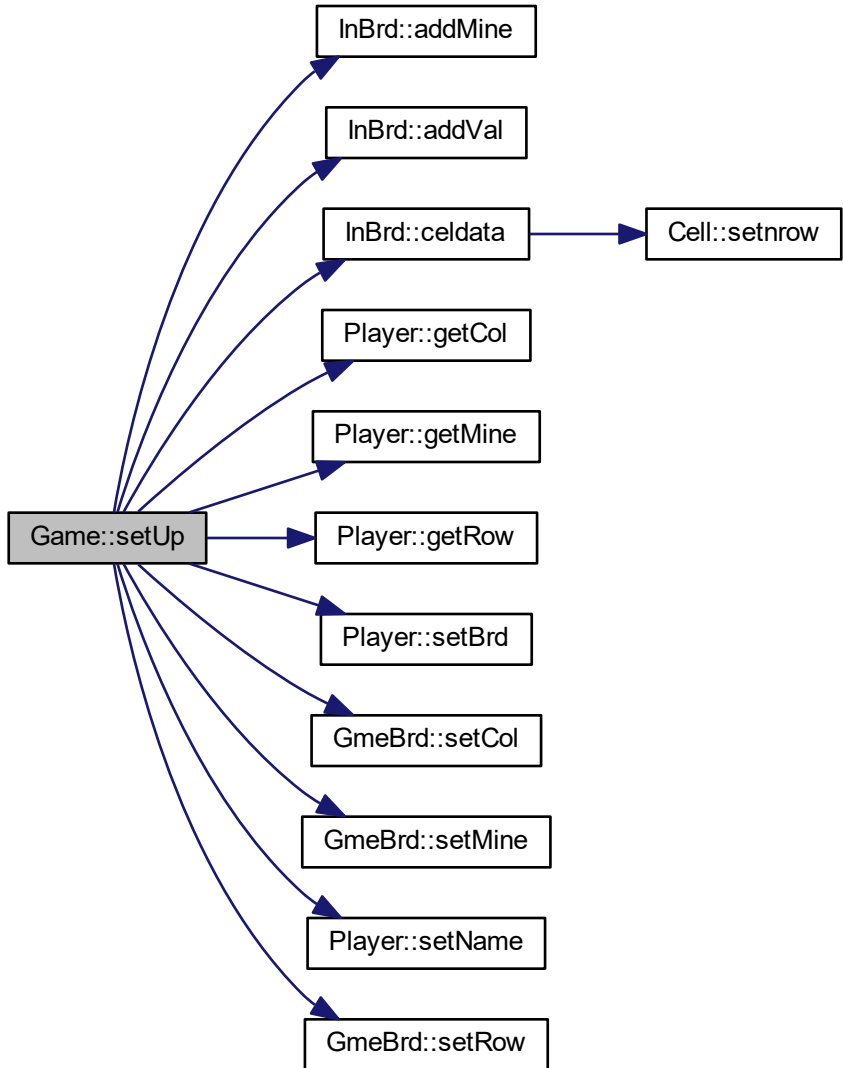 InBrd::addMine
InBrd::addVal
InBrd::celdata
Cell::setnrow
Player::getCol
Player::getMine
Game::setUp
Player::getRow
Player::setBrd
GmeBrd::setCol
GmeBrd::setMine
Player::setName
GmeBrd::setRow